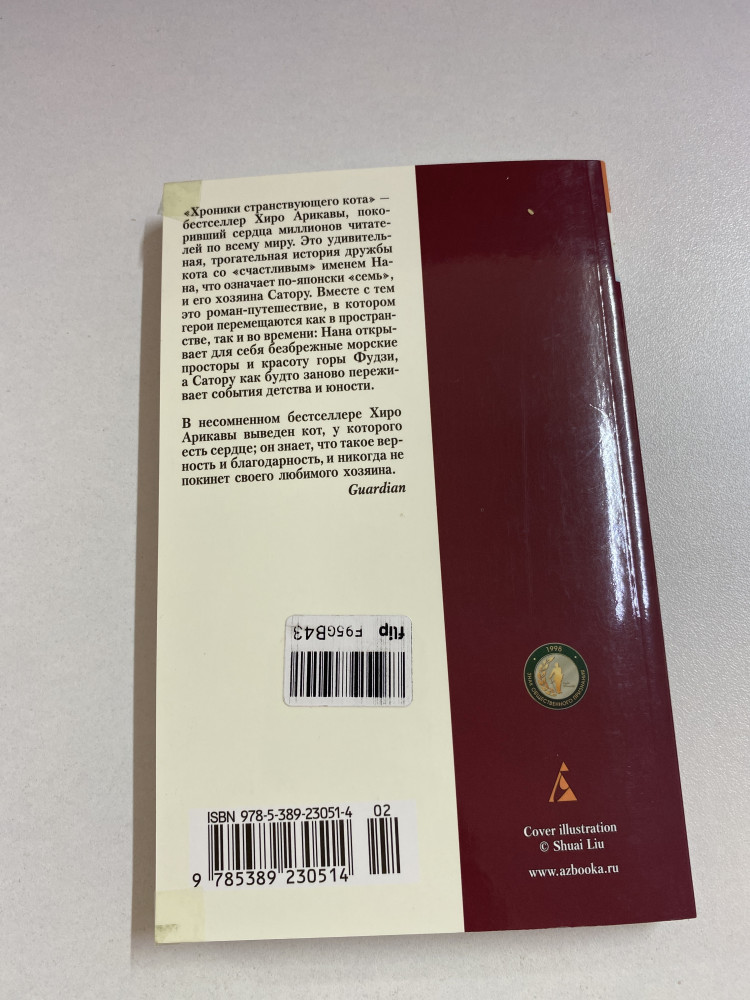 «Хроники странствующего кота» —
бестселлер Хиро Арикавы, поко-
ривший сердца миллионов читате-
лей по всему миру. Это удивитель-
ная, трогательная история дружбы
кота со «счастливым» именем На-
на, что означает по-японски «семь»,
и его хозяина Сатору. Вместе с тем
это роман-путешествие, в котором
герои перемещаются как в простран-
стве, так и во времени: Нана откры-
вает для себя безбрежные морские
просторы и красоту горы Фудзи,
а Сатору как будто заново пережи-
вает события детства и юности.
В несомненном бестселлере Хиро
Арикавы выведен кот, у которого
есть сердце; он знает, что такое вер-
ность и благодарность, и никогда не
покинет своего любимого хозяина.
Guardian
flip F95GB43
ISBN 978-5-389-23051-4 02
9 785389 230514
1998
ЗНАК ОБЩЕСТВЕННОГО ПРИЗНАНИЯ
Cover illustration
© Shuai Liu
www.azbooka.ru